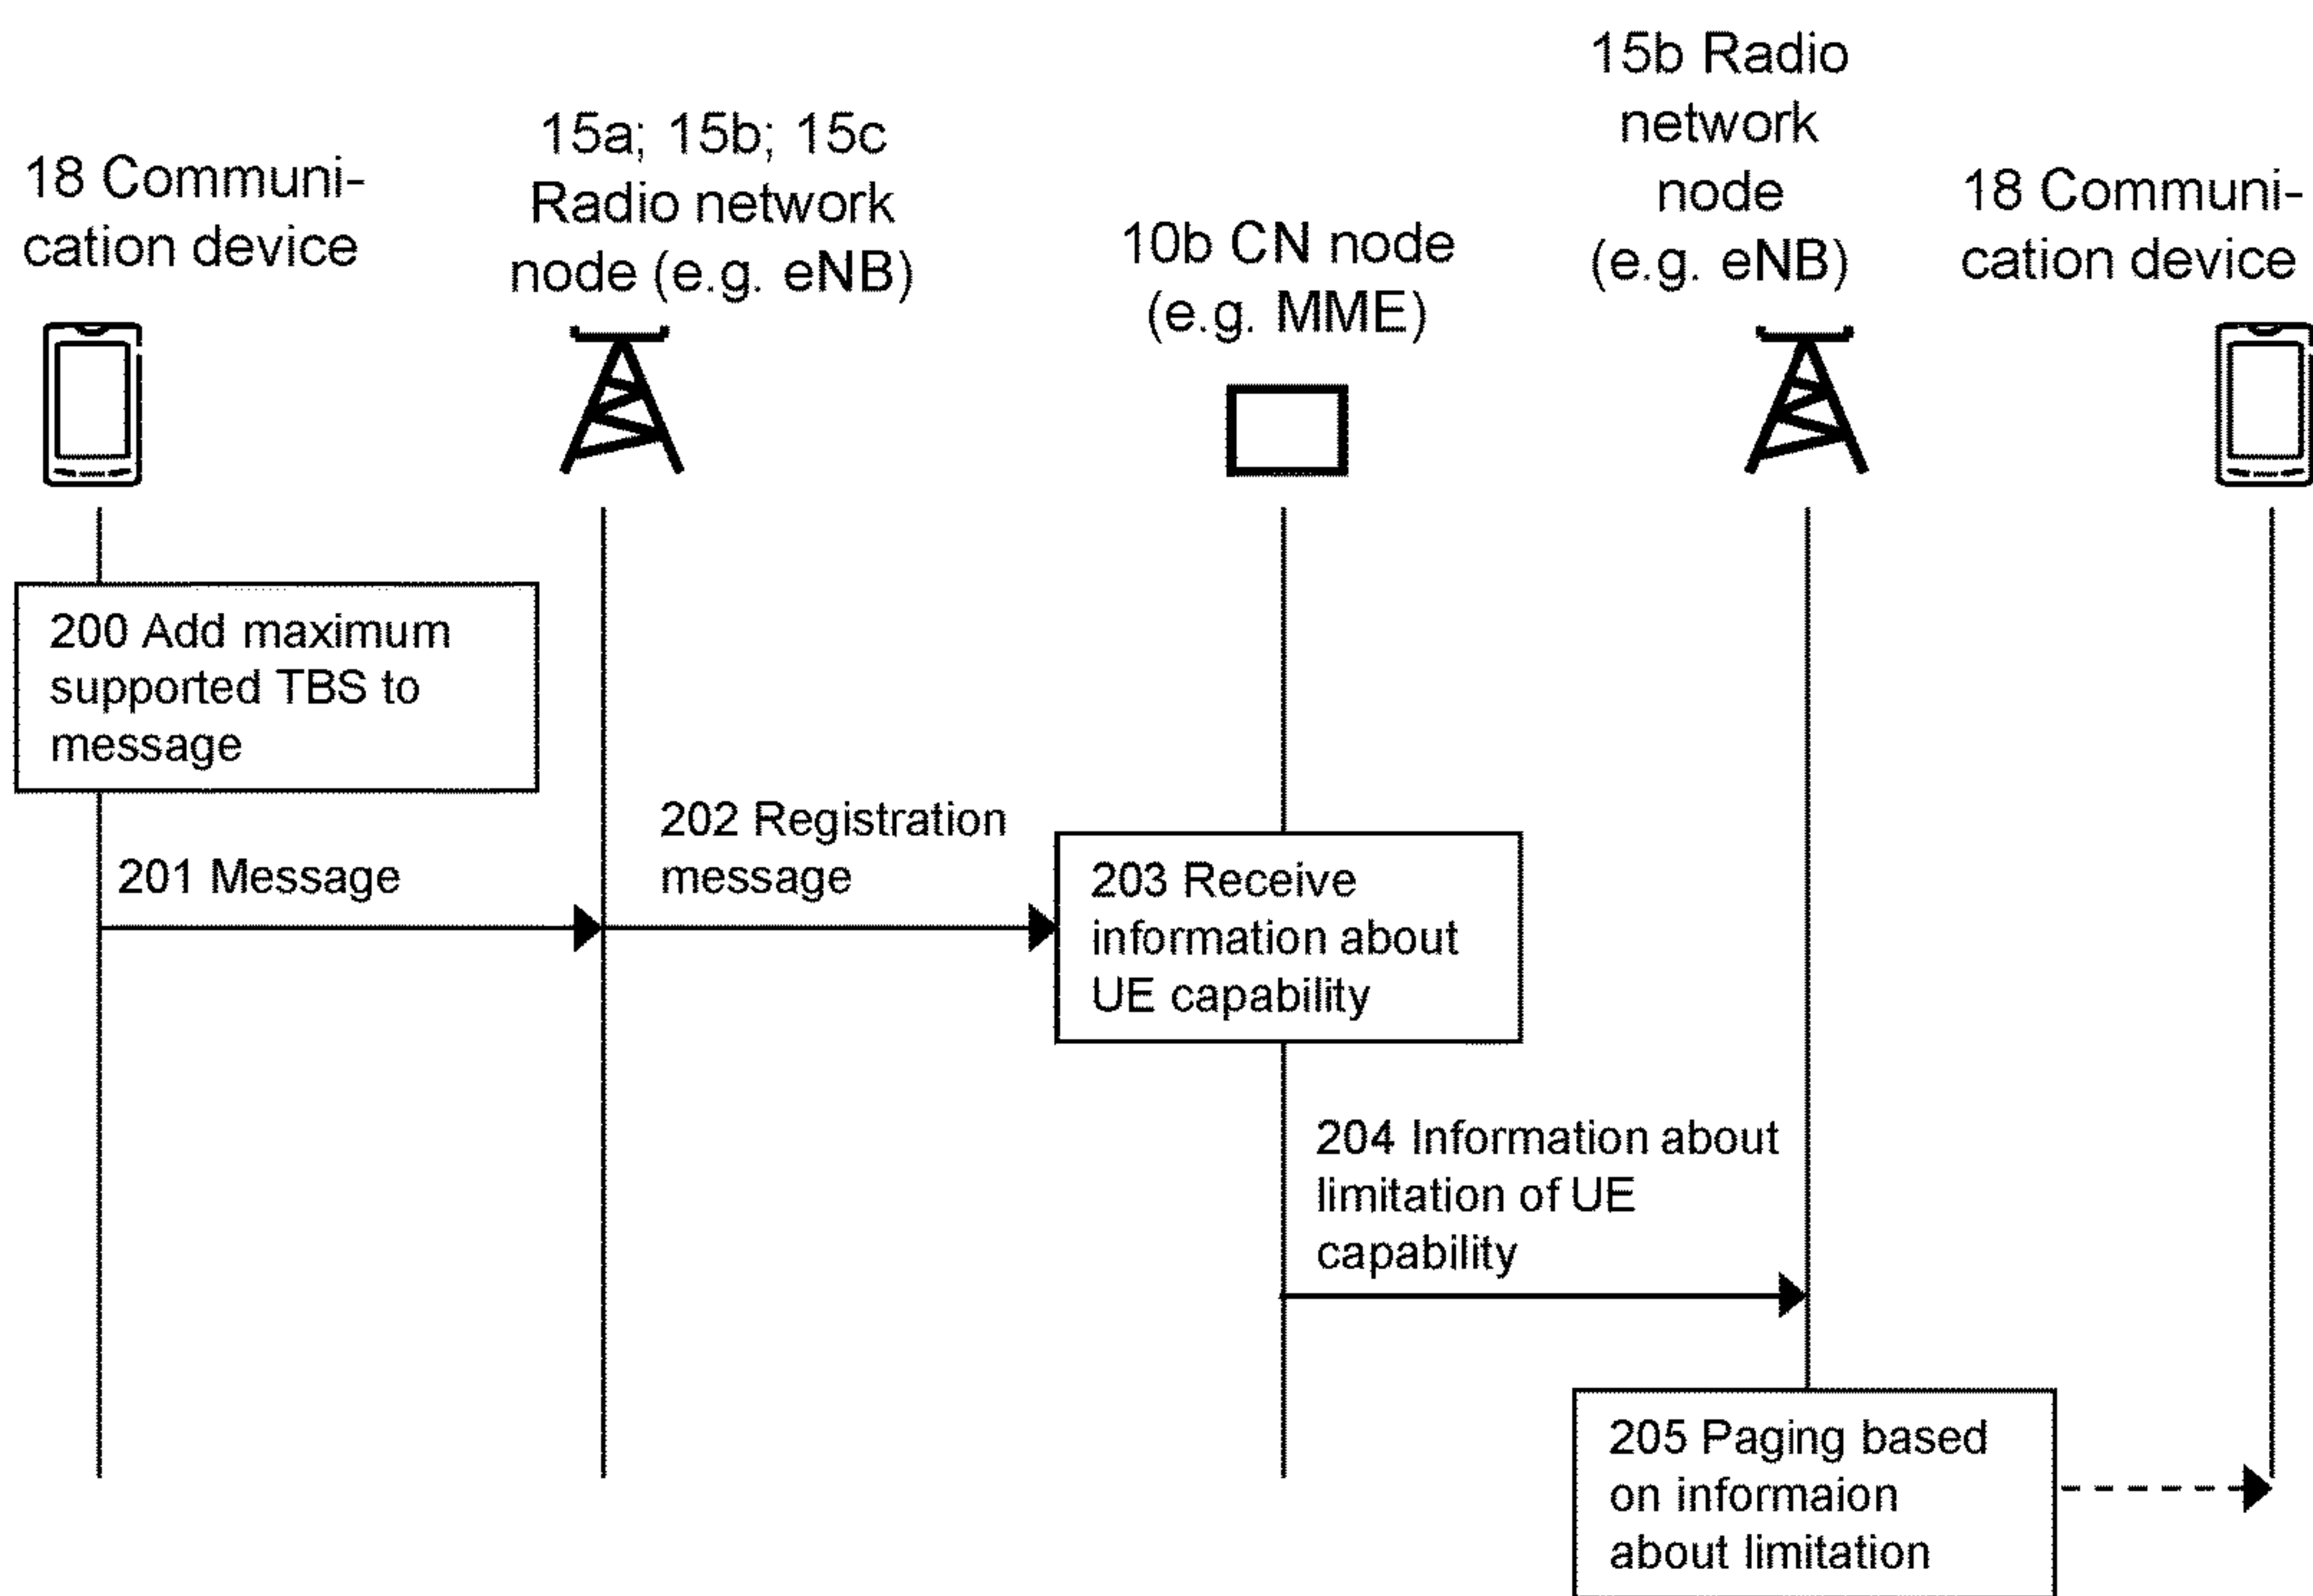 18 Communi-
cation device
15a; 15b; 15c
Radio network
node (e.g. eNB)
10b CN node
(e.g. MME)
15b Radio
network
node
(e.g. eNB)
18 Communi-
cation device
200 Add maximum
supported TBS to
message
201 Message
202 Registration
message
203 Receive
information about
UE capability
204 Information about
limitation of UE
capability
205 Paging based
on informaion
about limitation